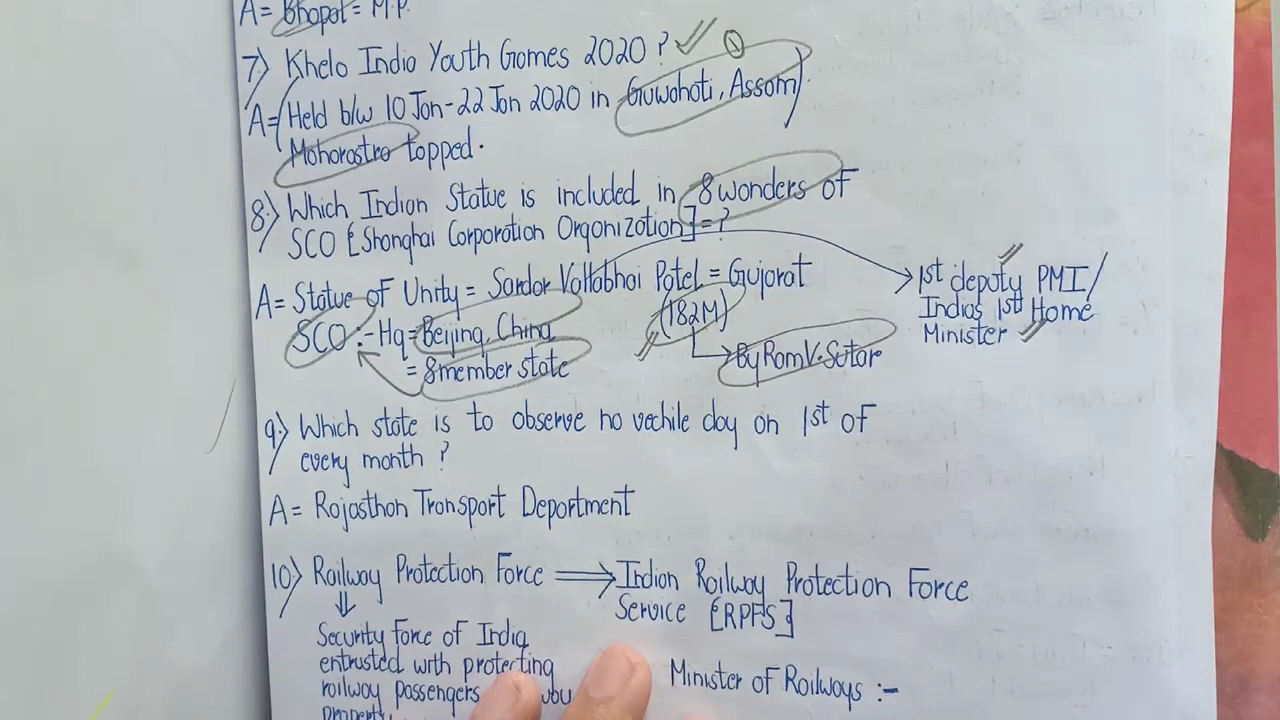 A= Bhopal= M.P.
7) Khelo India Youth Games 2020 ?
A= Held b/w 10 Jan-22 Jan 2020 in Guwahati, Assam
Maharastra topped.
8) Which Indian Statue is included in 8 wonders of
SCO [Shanghai Corporation Organization] = ?
A= Statue of Unity = Sardar Vallabhai Patel = Gujarat
(182M)
By Ram V. Sutar
1st deputy PMI/
India's 1st Home
Minister
SCO :- Hq= Beijing, China
= 8 member state
9) Which state is to observe no vechile day on 1st of
every month ?
A= Rajasthan Transport Department
10) Railway Protection Force ⇒ Indian Railway Protection Force
Service [RPFS]
Security force of India
entrusted with protecting
railway passengers
Property
Minister of Railways :-